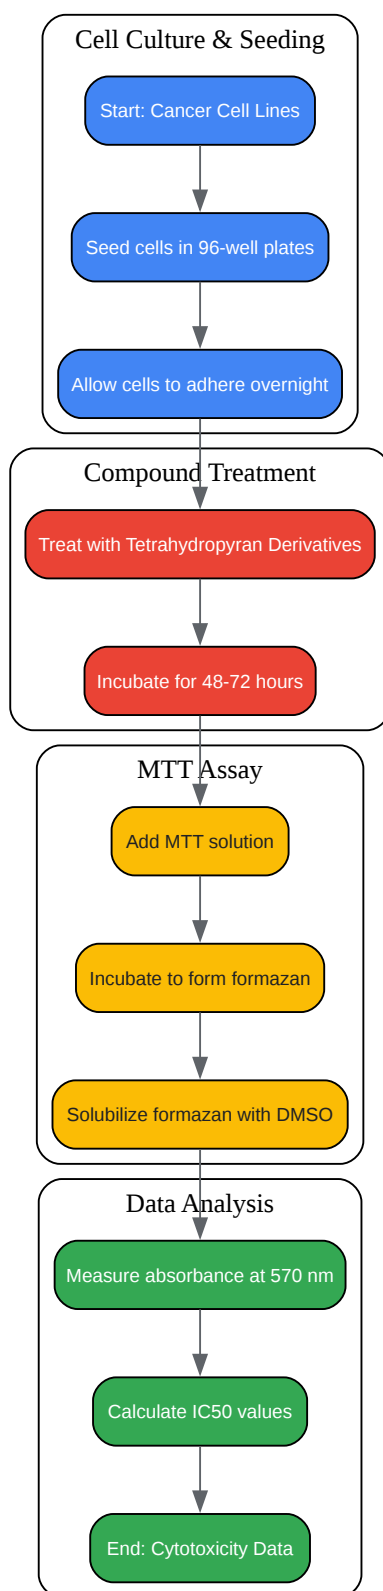 Cell Culture & Seeding
Start: Cancer Cell Lines
Seed cells in 96-well plates
Allow cells to adhere overnight
Compound Treatment
Treat with Tetrahydropyran Derivatives
Incubate for 48-72 hours
MTT Assay
Add MTT solution
Incubate to form formazan
Solubilize formazan with DMSO
Data Analysis
Measure absorbance at 570 nm
Calculate IC50 values
End: Cytotoxicity Data